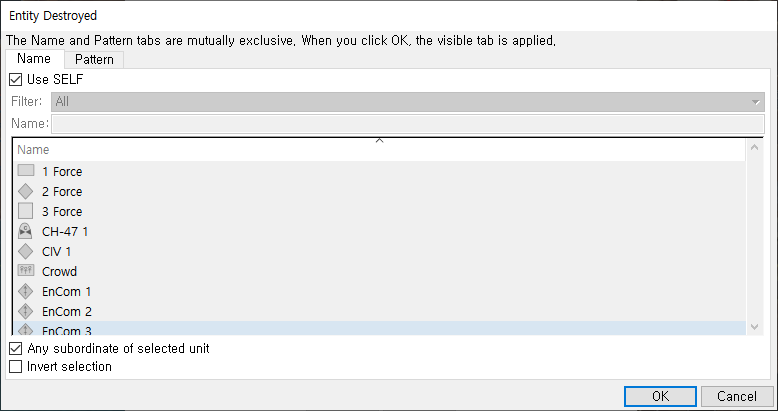 Entity Destroyed
The Name and Pattern tabs are mutually exclusive. When you click OK, the visible tab is applied.
Name Pattern
Use SELF
Filter: All
Name:
Name
1 Force
2 Force
3 Force
CH-47 1
CIV 1
Crowd
EnCom 1
EnCom 2
EnCom 3
Any subordinate of selected unit
Invert selection
OK Cancel